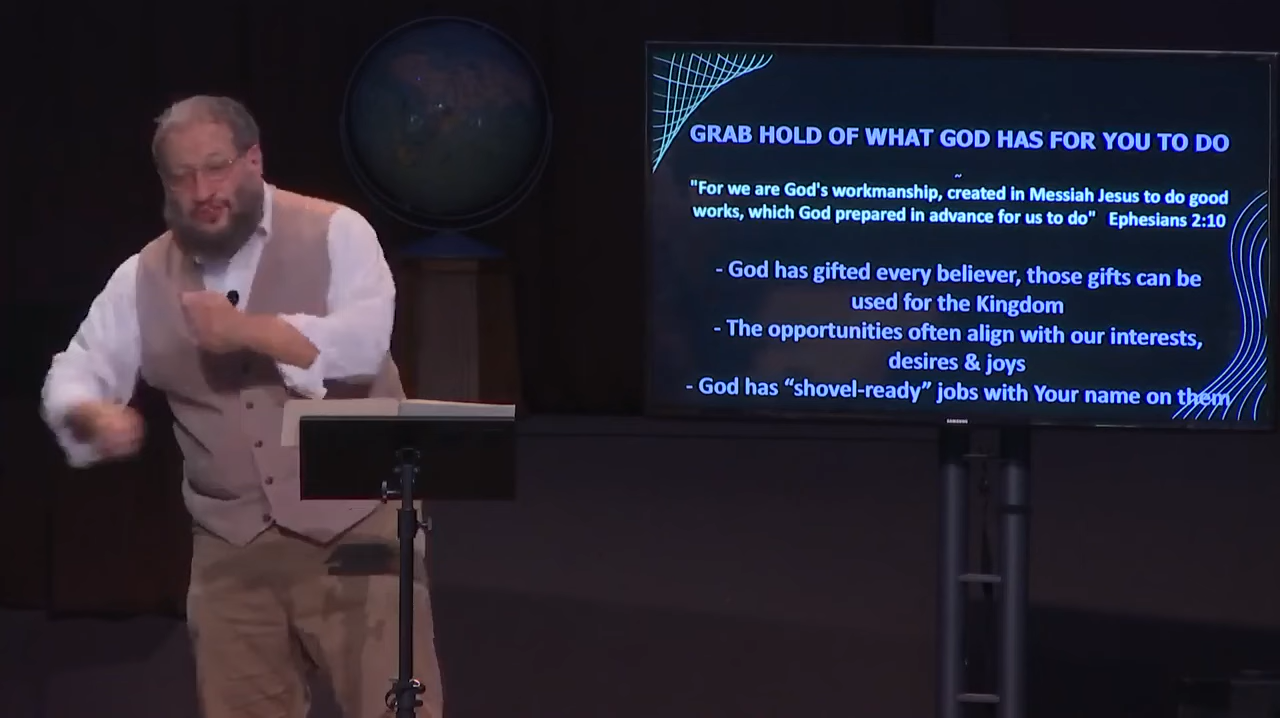 GRAB HOLD OF WHAT GOD HAS FOR YOU TO DO
~
"For we are God's workmanship, created in Messiah Jesus to do good
works, which God prepared in advance for us to do" Ephesians 2:10
- God has gifted every believer, those gifts can be
used for the Kingdom
- The opportunities often align with our interests,
desires & joys
- God has “shovel-ready” jobs with Your name on them
SAMSUNG